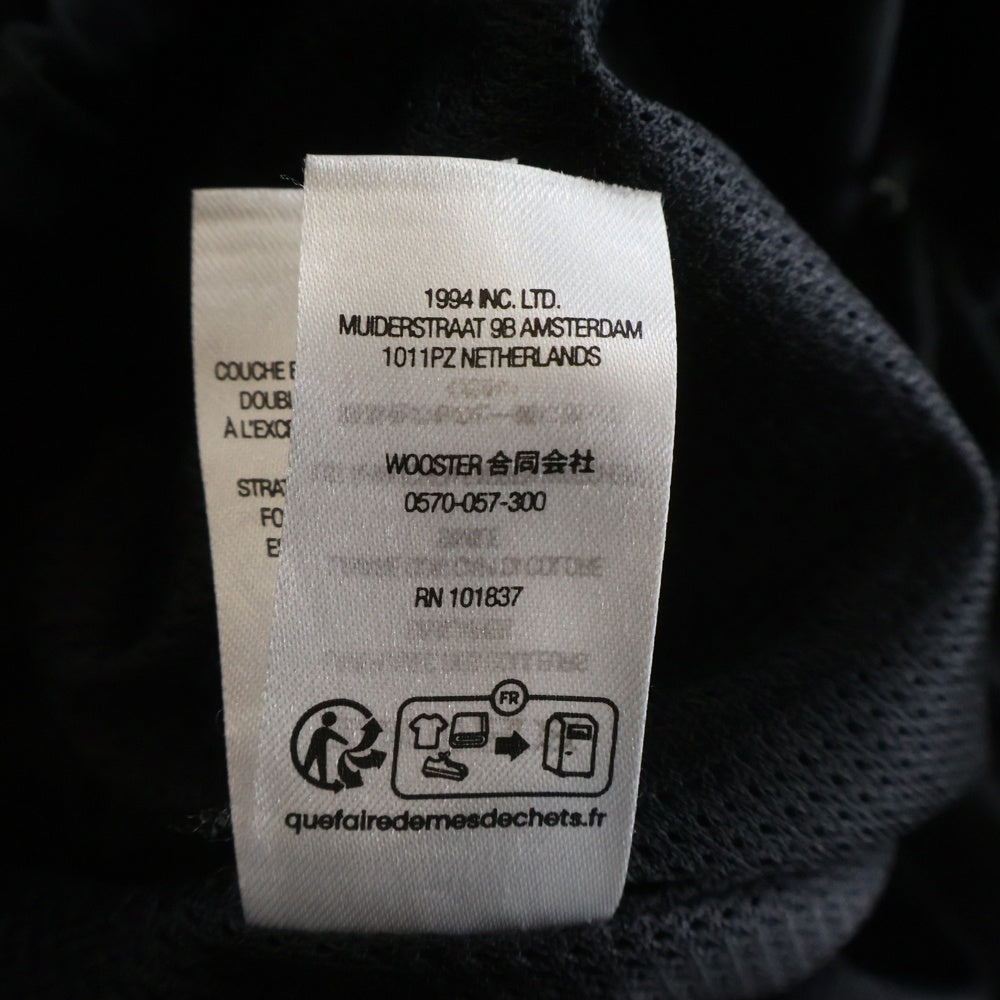 1994 INC. LTD.
MUIDERSTRAAT 9B AMSTERDAM
1011PZ NETHERLANDS
WOOSTER 合同会社
0570-057-300
RN 101837
FR
quefairedemesdechets.fr
COUCHE
DOUBL
À L'EXC
STRAT
FO